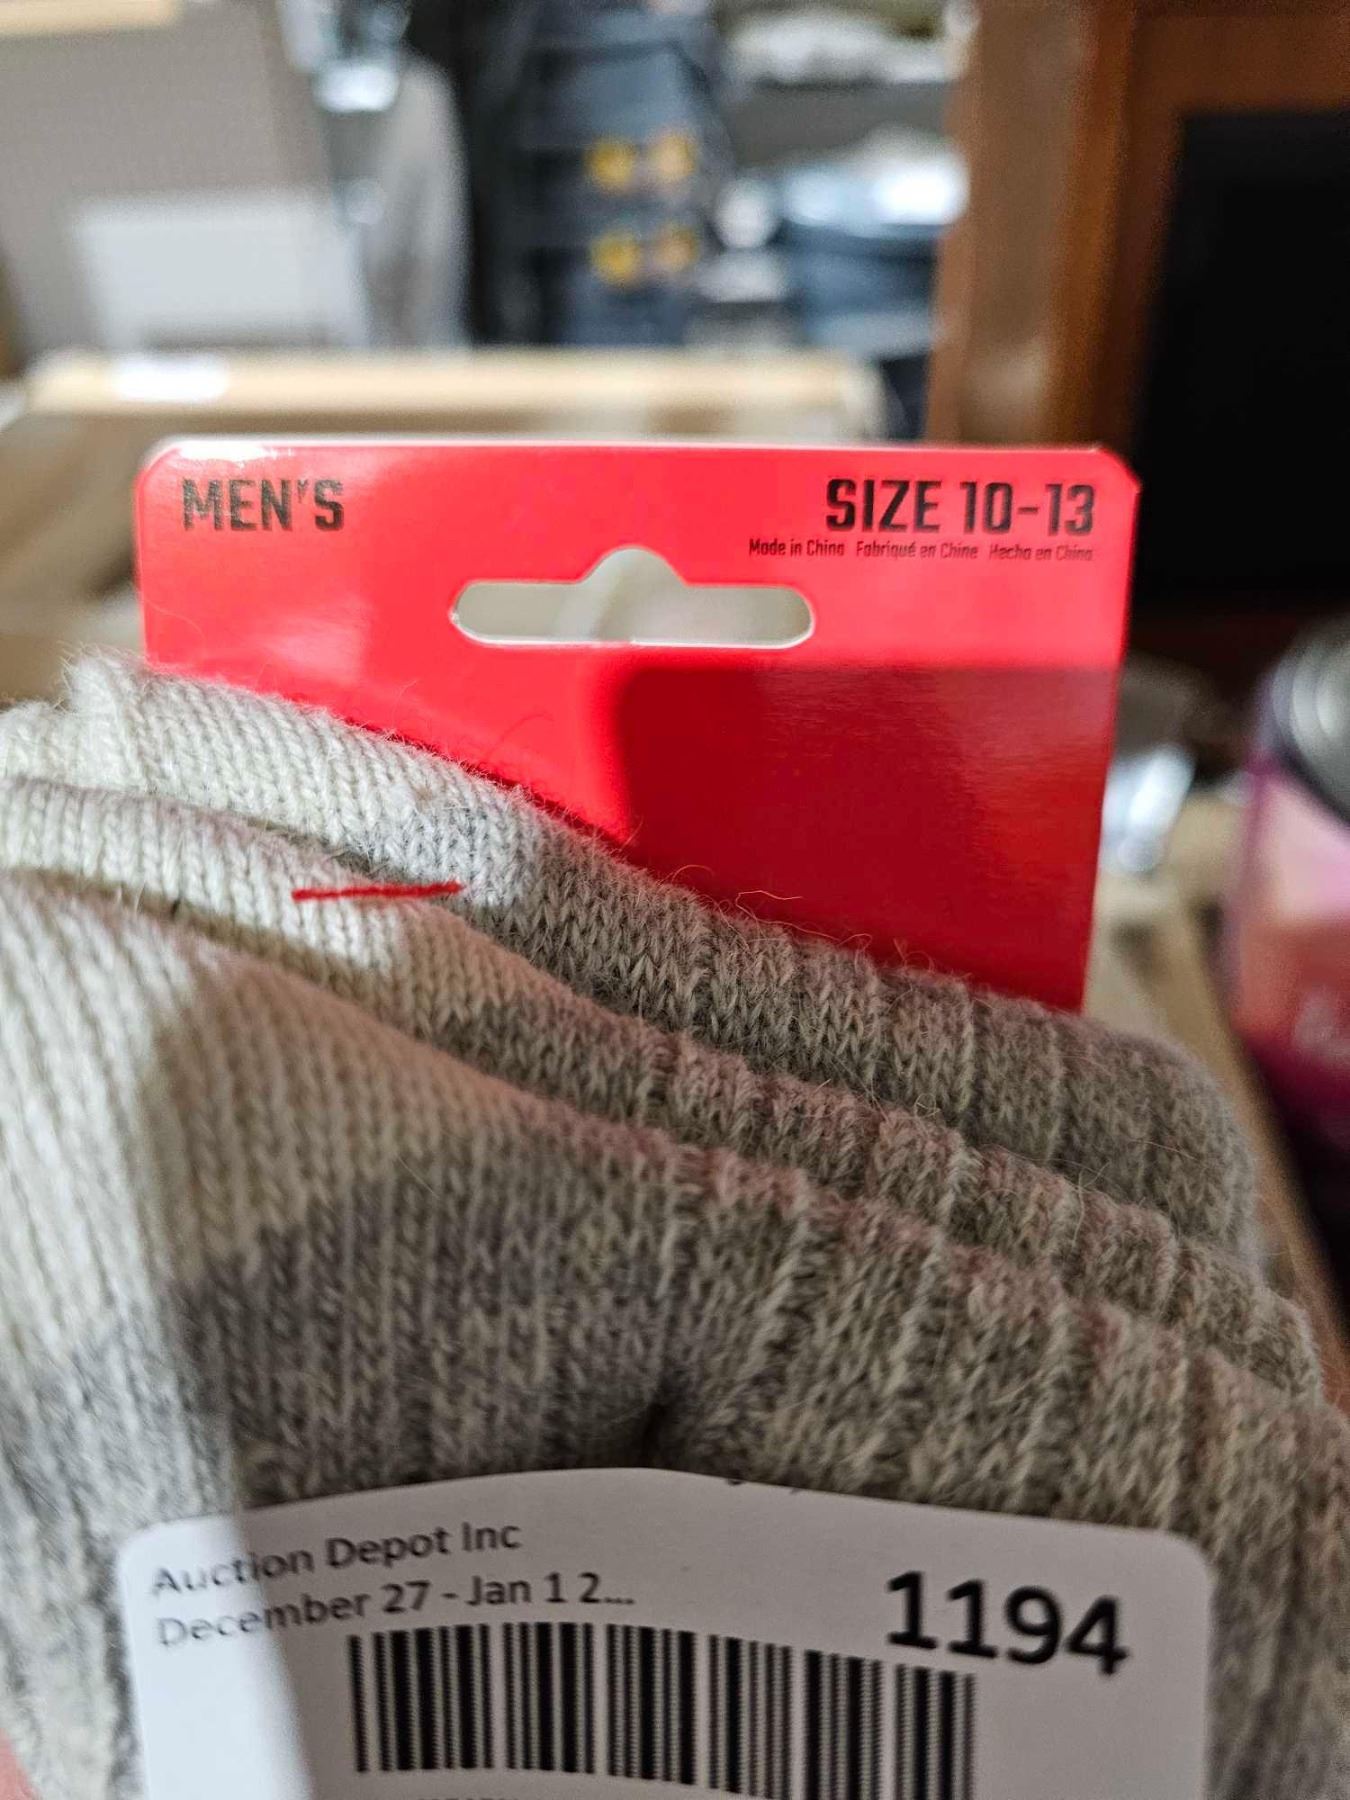 MEN'S
SIZE 10-13
Made in China Fabriqué en Chine Hecho en China
Auction Depot Inc
December 27 - Jan 1 2...
1194